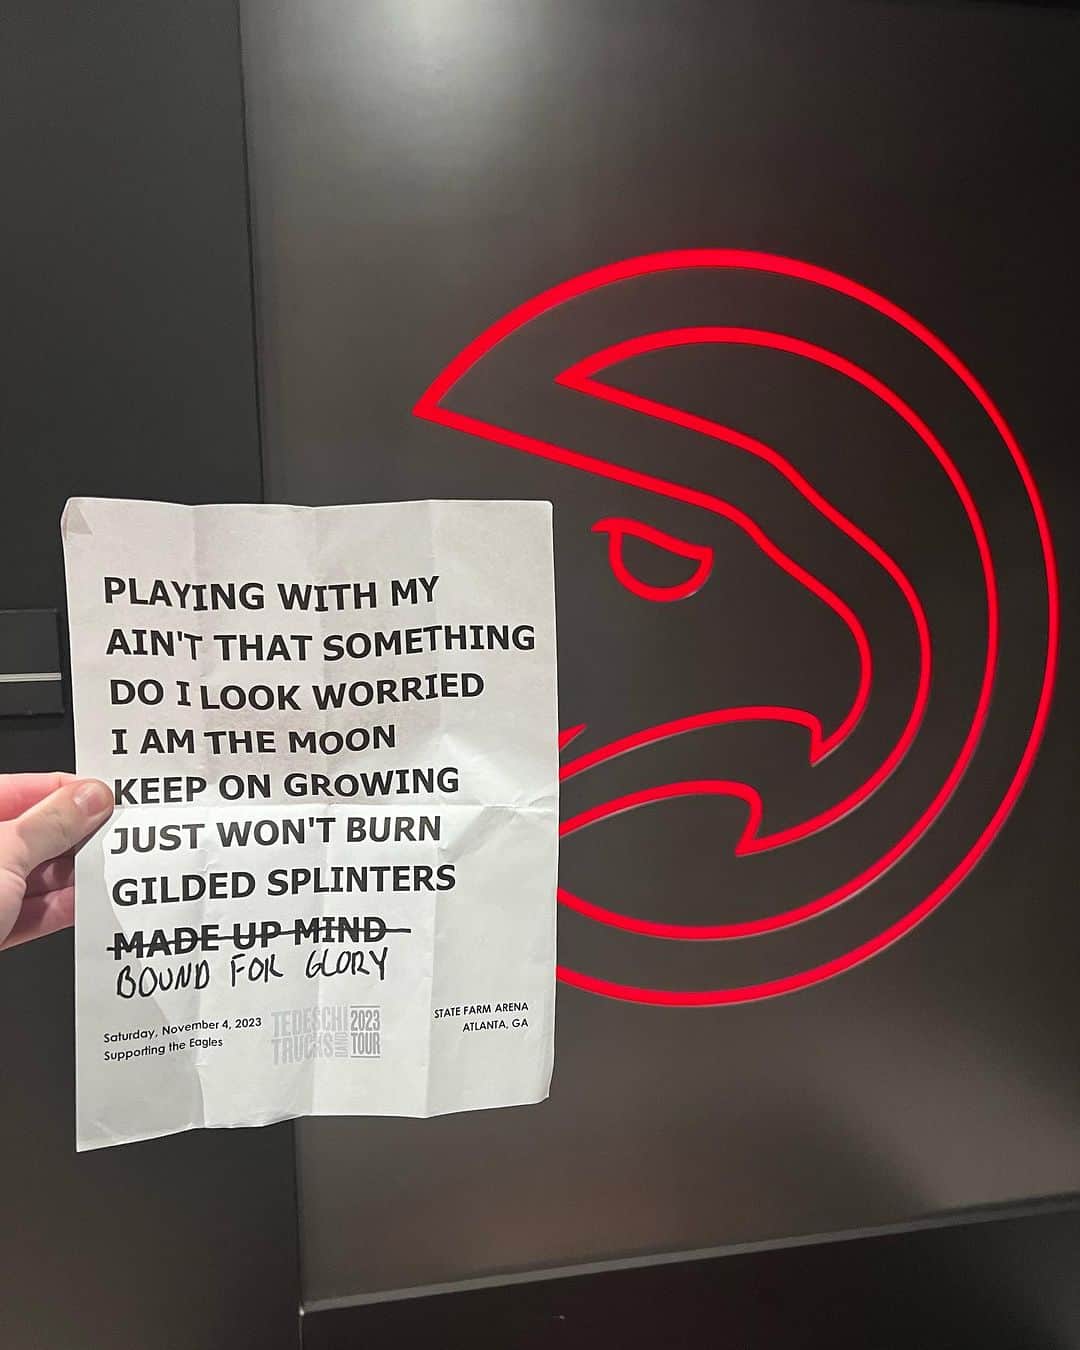 PLAYING WITH MY
AIN'T THAT SOMETHING
DO I LOOK WORRIED
I AM THE MOON
KEEP ON GROWING
JUST WON'T BURN
GILDED SPLINTERS
MADE UP MIND
BOUND FOR GLORY
Saturday, November 4, 2023
Supporting the Eagles
TEDESCHI
TRUCKS BAND
2023
TOUR
STATE FARM ARENA
ATLANTA, GA